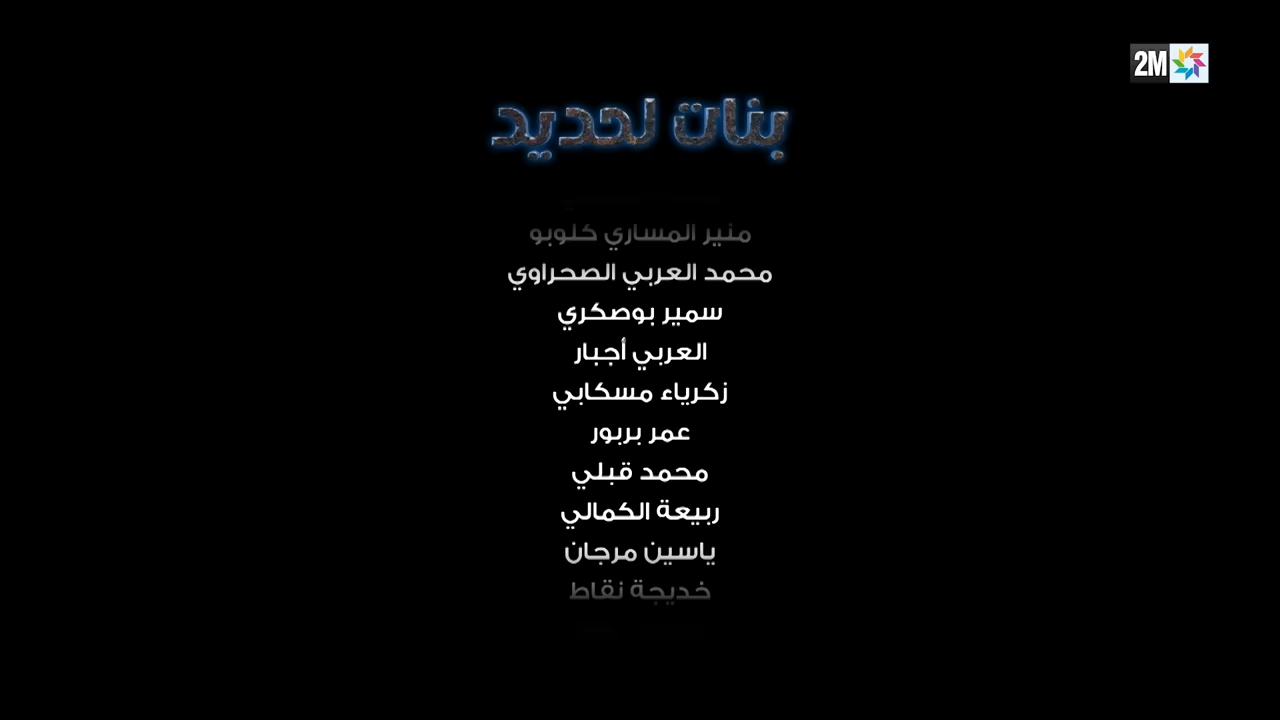 2M
بنات لحديد
منير المساري كلوبو
محمد العربي الصحراوي
سمير بوصكري
العربي أجبار
زكرياء مسكابي
عمر بربور
محمد قبلي
ربيعة الكمالي
ياسين مرجان
خديجة نقاط